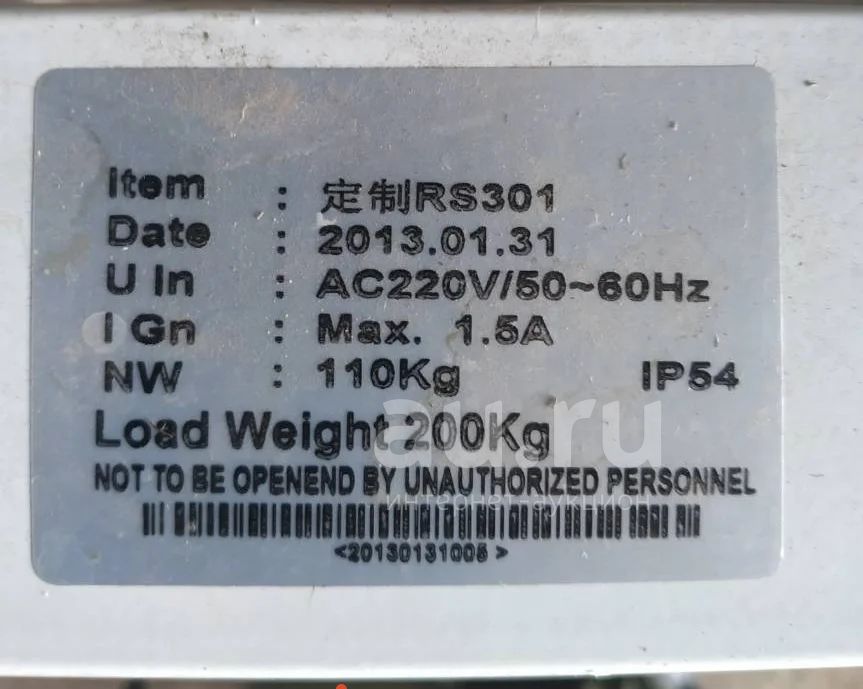 Item : 定制RS301
Date : 2013.01.31
U In : AC220V/50~60Hz
I Gn : Max. 1.5A
NW : 110Kg IP54
Load Weight 200Kg
au.ru
интернет-аукцион
NOT TO BE OPENEND BY UNAUTHORIZED PERSONNEL
<20130131005>